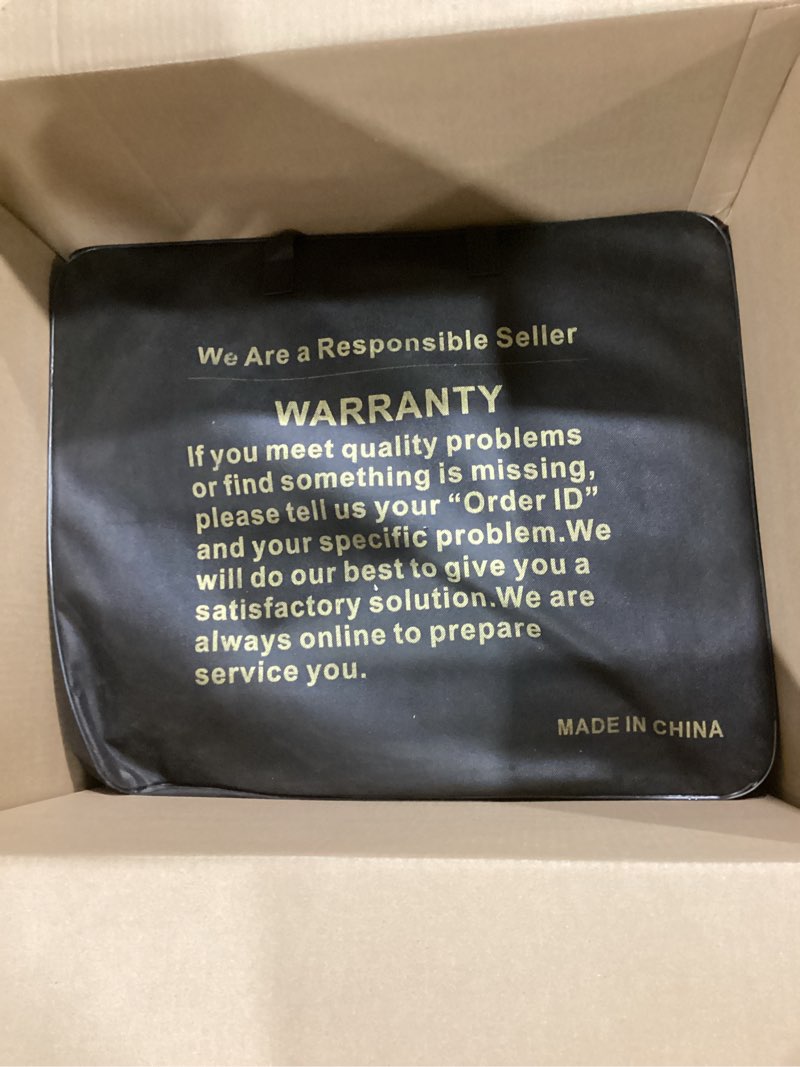 We Are a Responsible Seller
WARRANTY
If you meet quality problems
or find something is missing,
please tell us your “Order ID”
and your specific problem.We
will do our best to give you a
satisfactory solution.We are
always online to prepare
service you.
MADE IN CHINA